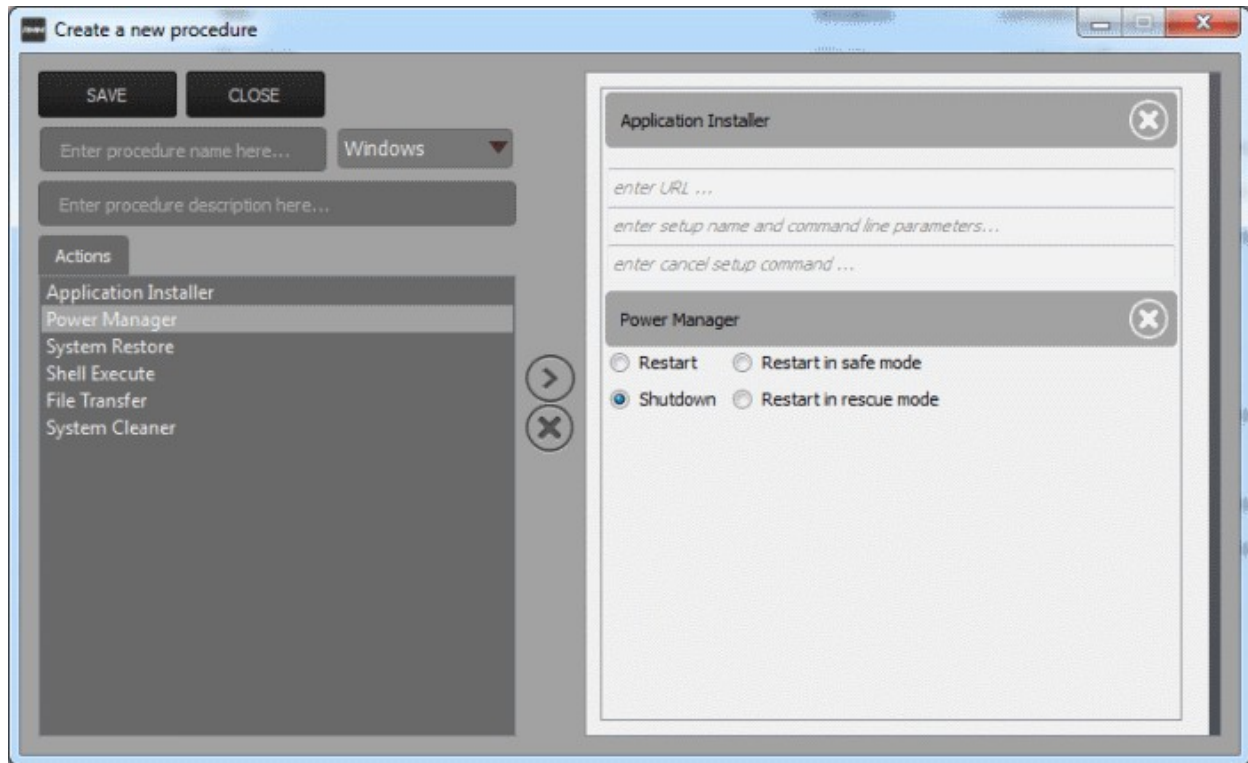 Create a new procedure
SAVE
CLOSE
Enter procedure name here...
Windows
Enter procedure description here...
Actions
Application Installer
Power Manager
System Restore
Shell Execute
File Transfer
System Cleaner
Application Installer
enter URL ...
enter setup name and command line parameters...
enter cancel setup command ...
Power Manager
Restart
Restart in safe mode
Shutdown
Restart in rescue mode